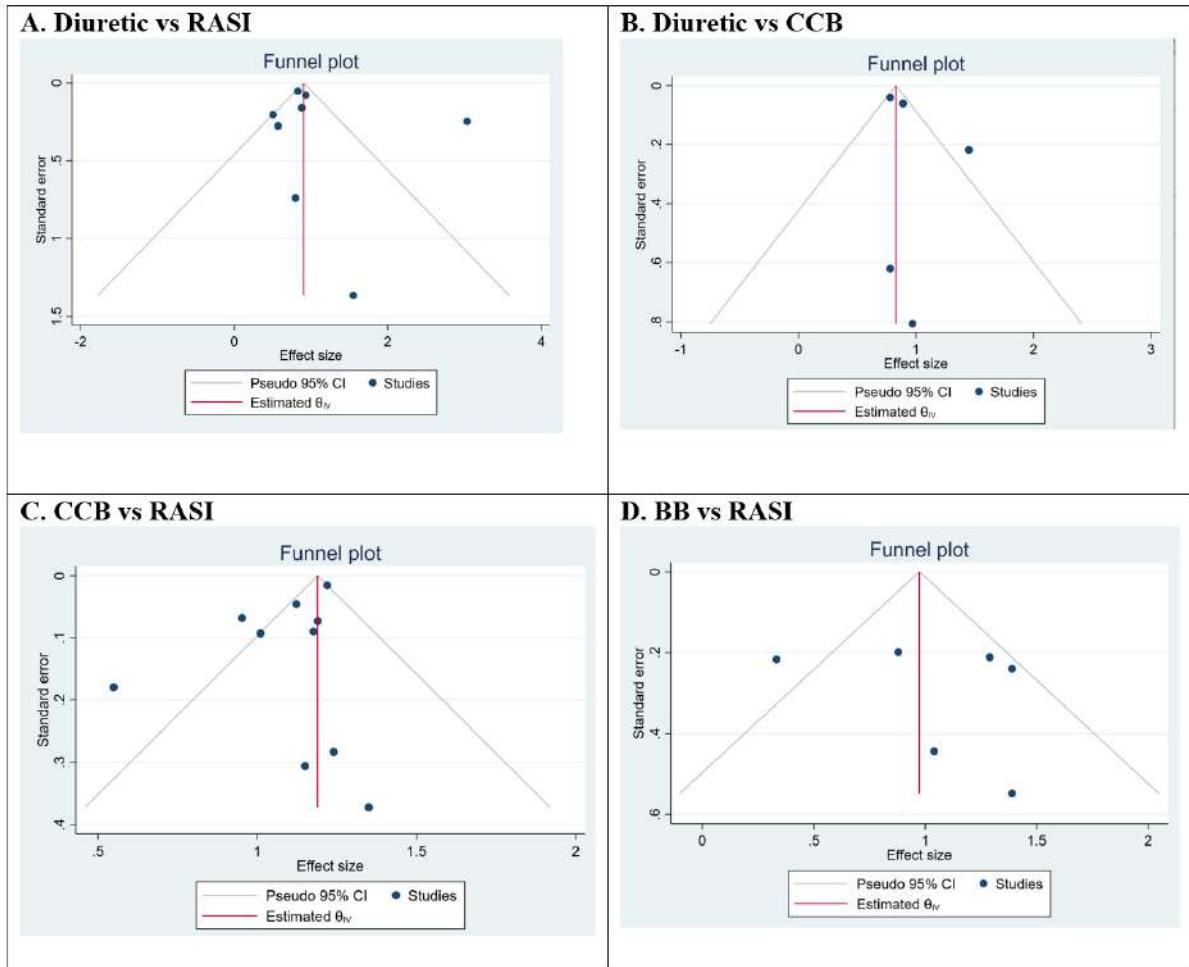 A. Diuretic vs RASI
Funnel plot
Standard error
0
.5
1
1.5
-2
0
2
4
Effect size
Pseudo 95% CI
Studies
Estimated θIV
B. Diuretic vs CCB
Funnel plot
Standard error
0
.2
.4
.6
.8
-1
0
1
2
3
Effect size
Pseudo 95% CI
Studies
Estimated θIV
C. CCB vs RASI
Funnel plot
Standard error
0
.1
.2
.3
.4
.5
1
1.5
2
Effect size
Pseudo 95% CI
Studies
Estimated θIV
D. BB vs RASI
Funnel plot
Standard error
0
.2
.4
.6
0
.5
1
1.5
2
Effect size
Pseudo 95% CI
Studies
Estimated θIV